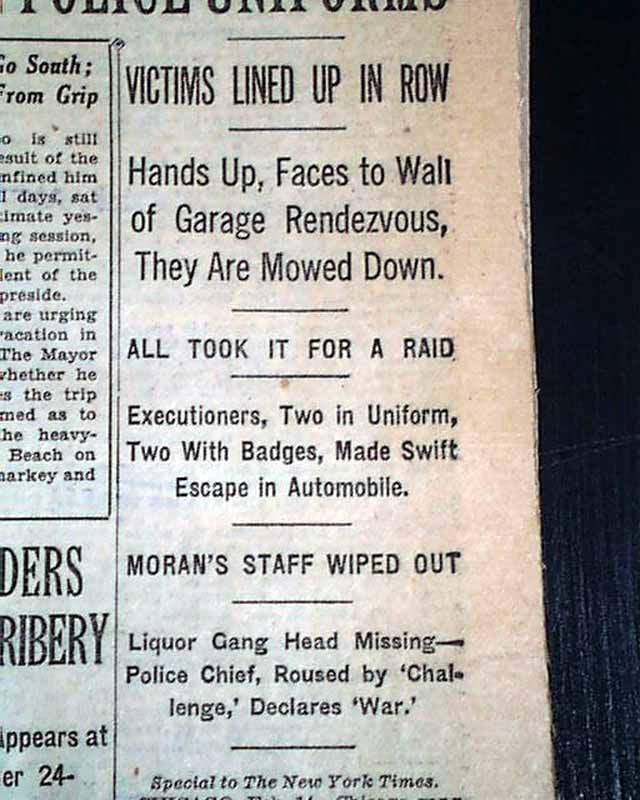 POLICE UNIFORMS
Go South;
From Grip
is still
result of the
confined him
days, sat
yes-
session,
he permit-
of the
preside.
are urging
vacation in
The Mayor
whether he
the trip
as to
the heavy-
Beach on
Sharkey and
DERS
RIBERY
Appears at
er 24-
VICTIMS LINED UP IN ROW
Hands Up, Faces to Wall
of Garage Rendezvous,
They Are Mowed Down.
ALL TOOK IT FOR A RAID
Executioners, Two in Uniform,
Two With Badges, Made Swift
Escape in Automobile.
MORAN'S STAFF WIPED OUT
Liquor Gang Head Missing—
Police Chief, Roused by 'Chal-
lenge,' Declares 'War.'
Special to The New York Times.